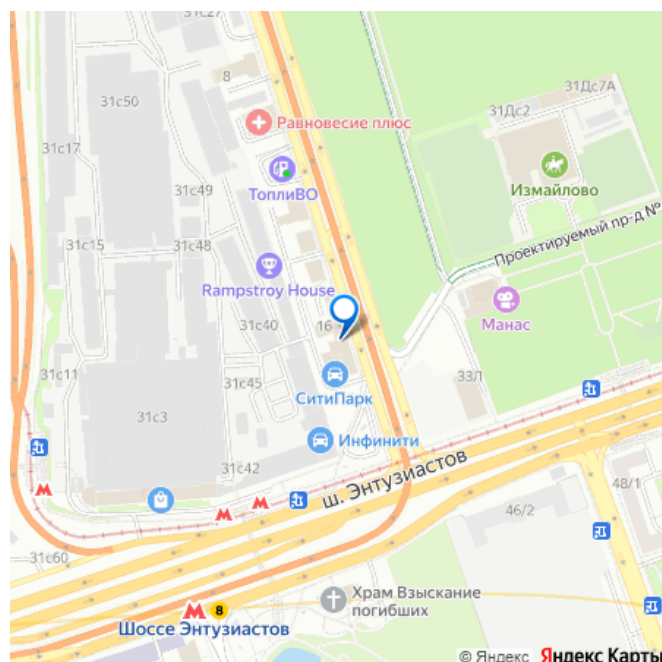 31с27
8
31с50
Равновесие плюс
31Дс7А
31Дс2
31с17
ТоплиВО
31с49
Измайлово
Проектируемый пр-д №
31с15
31с48
Rampstroy House
Манас
16
31с40
31с11
31с45
СитиПарк
33Л
31с3
Инфинити
31с42
ш. Энтузиастов
48/1
46/2
31с60
Храм Взыскание
погибших
8
Шоссе Энтузиастов
© Яндекс Яндекс Карты